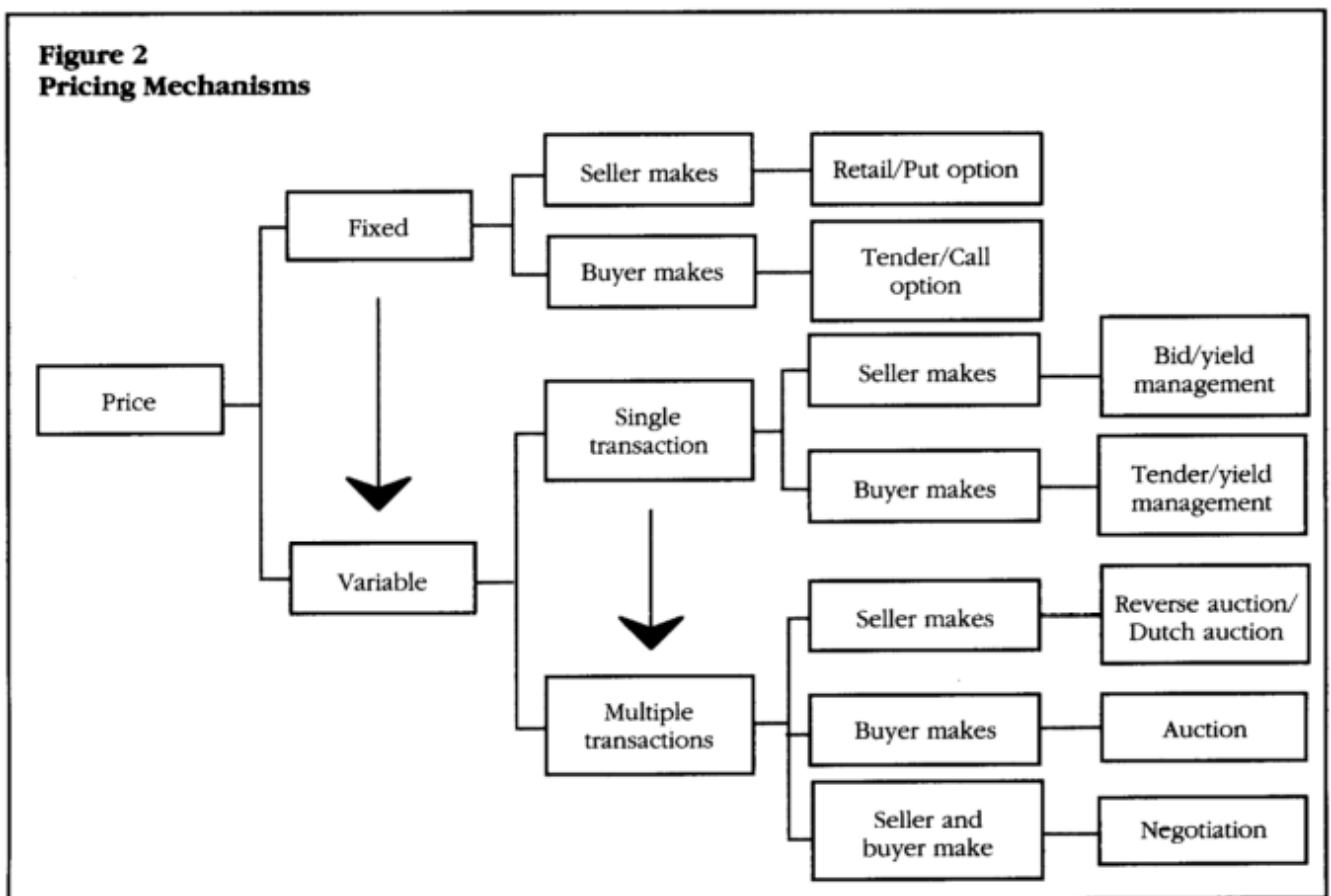 Figure 2
Pricing Mechanisms
Seller makes
Retail/Put option
Fixed
Buyer makes
Tender/Call
option
Price
Single
transaction
Seller makes
Bid/yield
management
Buyer makes
Tender/yield
management
Variable
Multiple
transactions
Seller makes
Reverse auction/
Dutch auction
Buyer makes
Auction
Seller and
buyer make
Negotiation